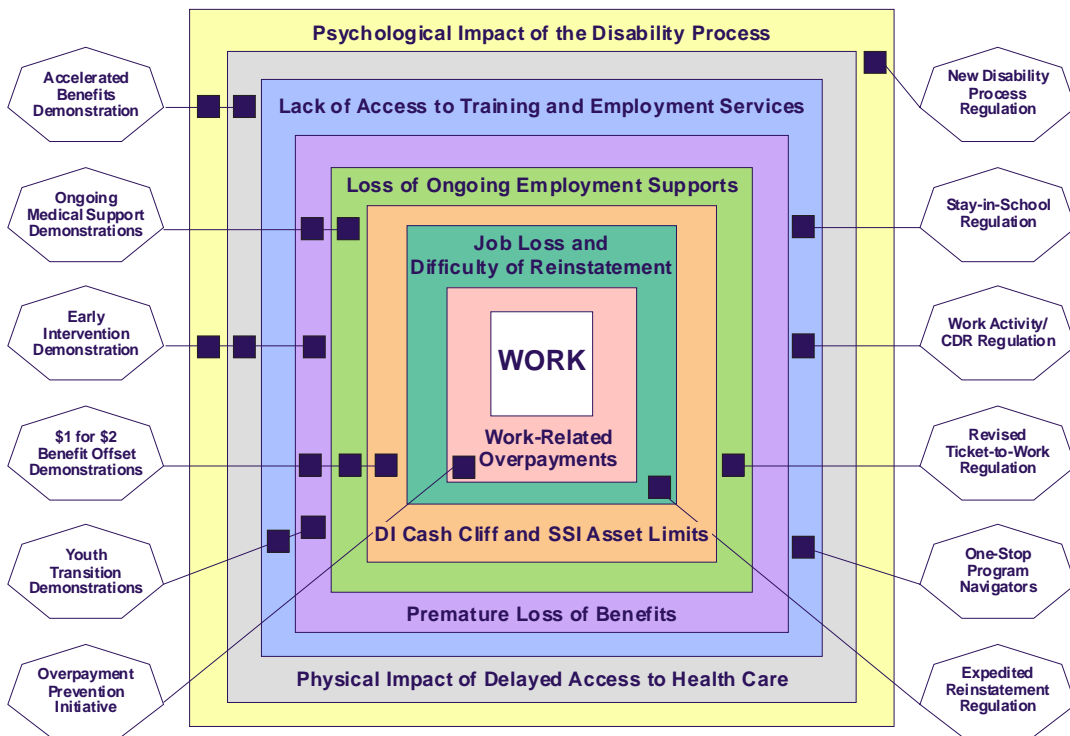 Psychological Impact of the Disability Process
Accelerated
Benefits
Demonstration
New Disability
Process
Regulation
Lack of Access to Training and Employment Services
Loss of Ongoing Employment Supports
Ongoing
Medical Support
Demonstrations
Stay-in-School
Regulation
Job Loss and
Difficulty of Reinstatement
Early
Intervention
Demonstration
Work Activity/
CDR Regulation
WORK
$1 for $2
Benefit Offset
Demonstrations
Work-Related
Overpayments
Revised
Ticket-to-Work
Regulation
DI Cash Cliff and SSI Asset Limits
Youth
Transition
Demonstrations
One-Stop
Program
Navigators
Premature Loss of Benefits
Overpayment
Prevention
Initiative
Physical Impact of Delayed Access to Health Care
Expedited
Reinstatement
Regulation